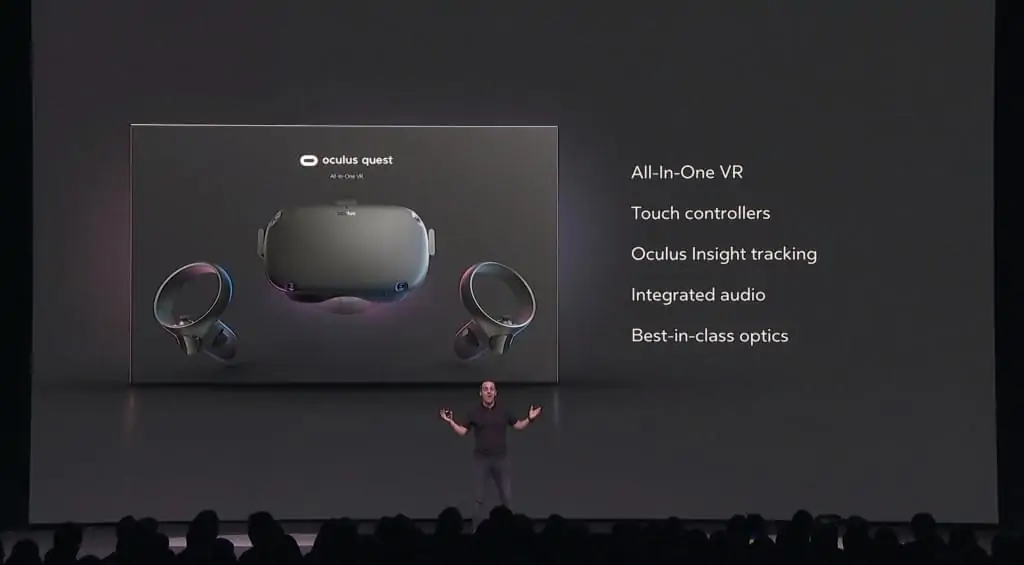 oculus quest
All-In-One VR
All-In-One VR
Touch controllers
Oculus Insight tracking
Integrated audio
Best-in-class optics